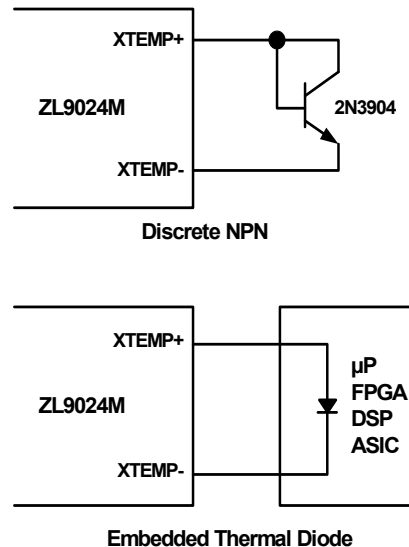 XTEMP+
ZL9024M
2N3904
XTEMP-
Discrete NPN
XTEMP+
µP
FPGA
ZL9024M
DSP
ASIC
XTEMP-
Embedded Thermal Diode